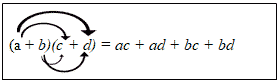 (a + b)(c + d) = ac + ad + bc + bd